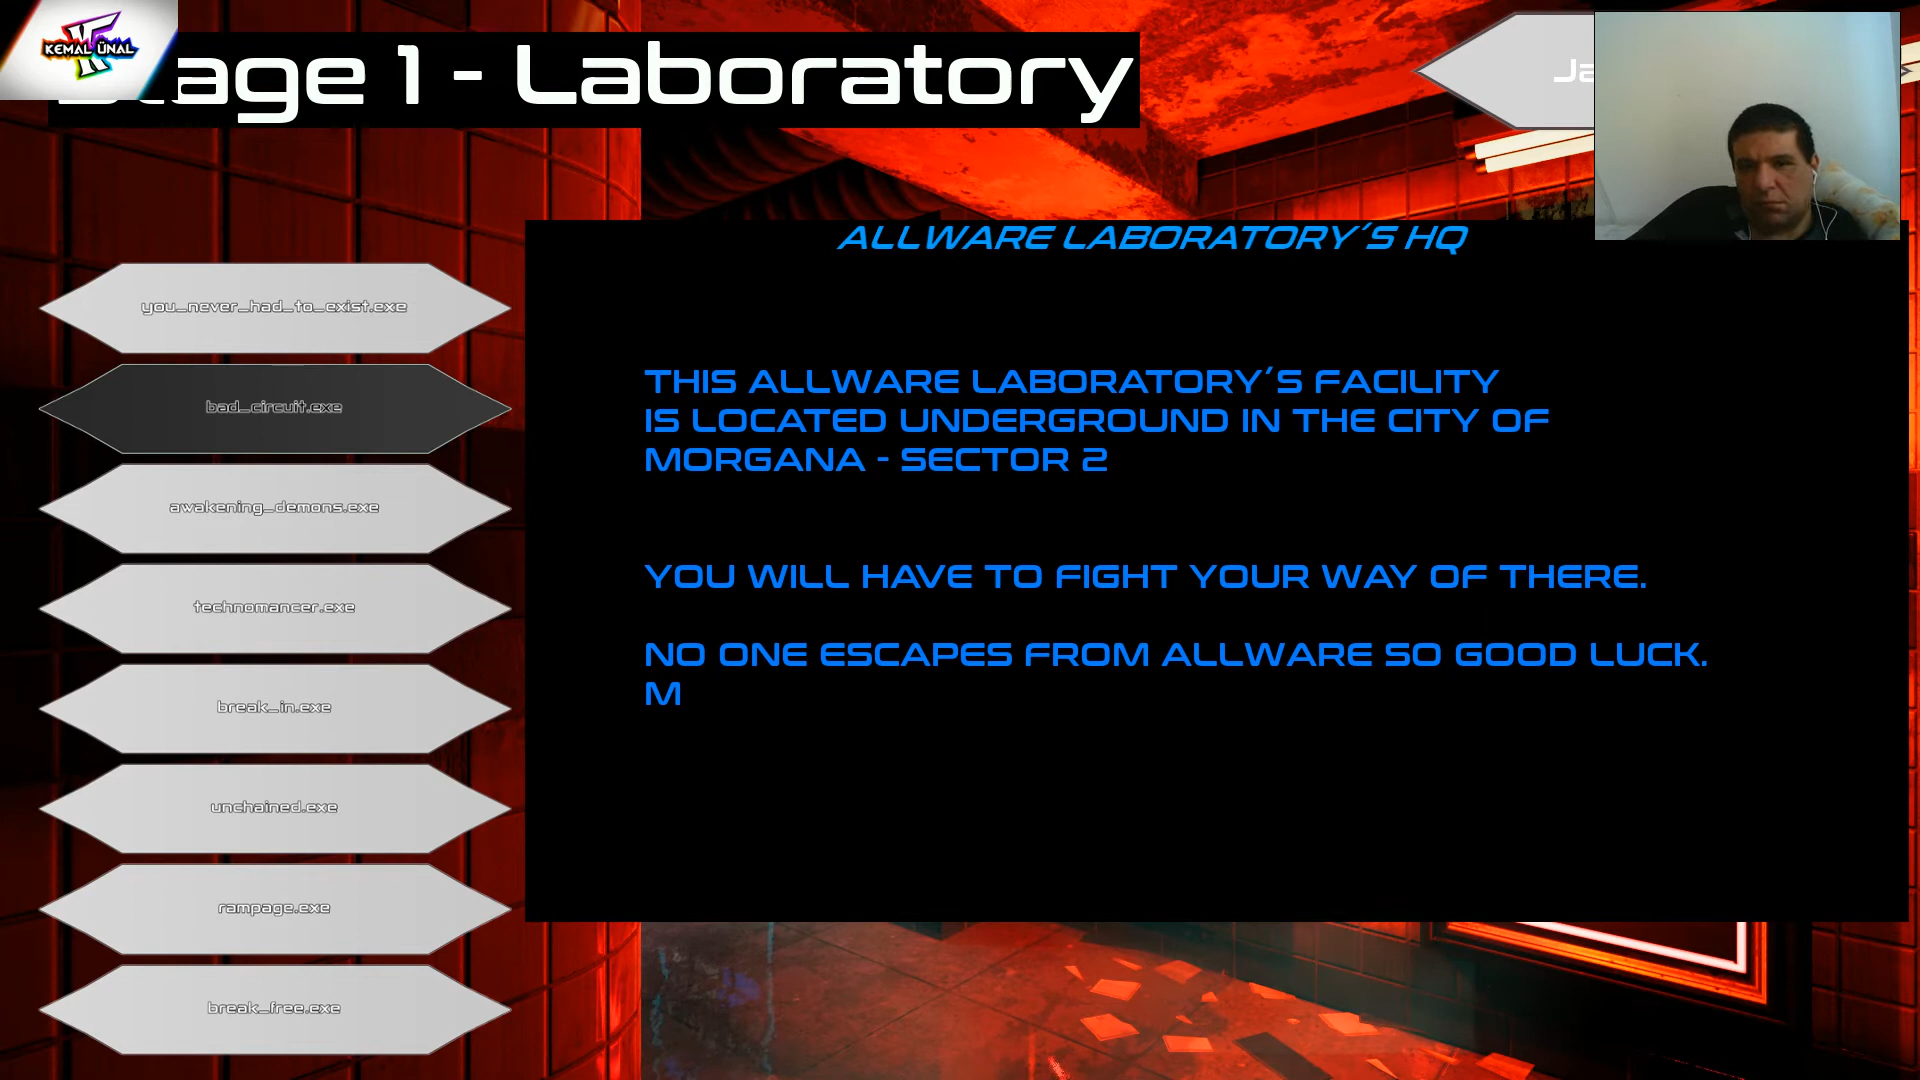 KEMAL ÜNAL
tage 1 - Laboratory
Ja
ALLWARE LABORATORY´S HQ
you_never_had_to_exist.exe
THIS ALLWARE LABORATORY´S FACILITY
IS LOCATED UNDERGROUND IN THE CITY OF
MORGANA - SECTOR 2
bad_circuit.exe
awakening_demons.exe
YOU WILL HAVE TO FIGHT YOUR WAY OF THERE.
technomancer.exe
NO ONE ESCAPES FROM ALLWARE SO GOOD LUCK.
M
break_in.exe
unchained.exe
rampage.exe
break_free.exe